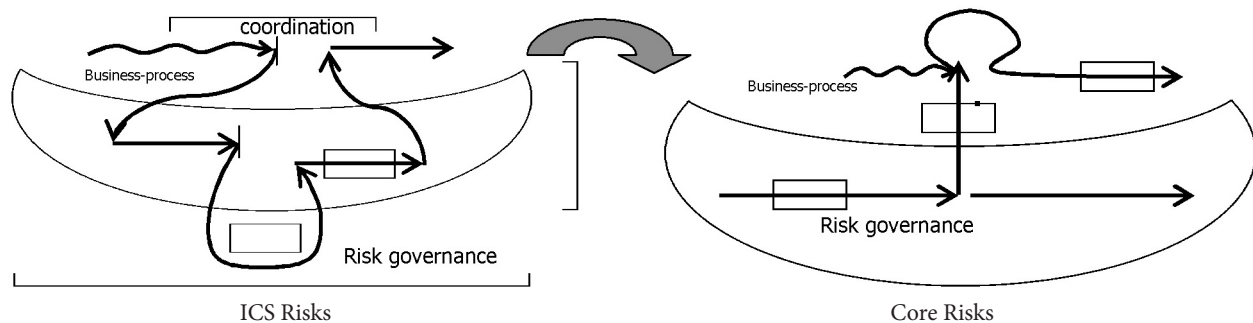 coordination
Business-process
Risk governance
ICS Risks
Business-process
Risk governance
Core Risks